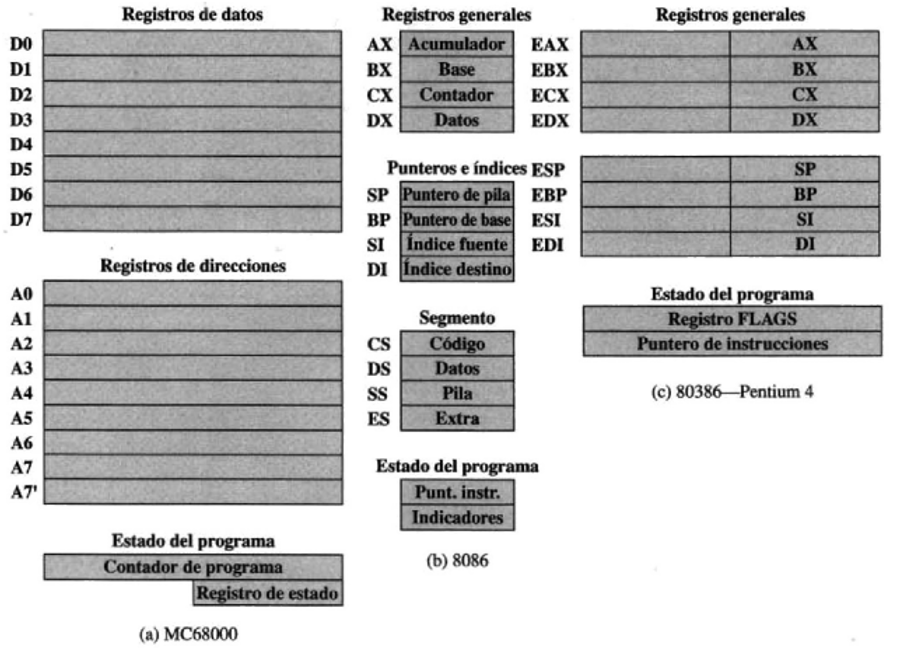 Registros de datos
D0
D1
D2
D3
D4
D5
D6
D7
Registros de direcciones
A0
A1
A2
A3
A4
A5
A6
A7
A7'
Estado del programa
Contador de programa
Registro de estado
(a) MC68000
Registros generales
AX Acumulador
BX Base
CX Contador
DX Datos
Punteros e índices
SP Puntero de pila
BP Puntero de base
SI Índice fuente
DI Índice destino
Segmento
CS Código
DS Datos
SS Pila
ES Extra
Estado del programa
Punt. instr.
Indicadores
(b) 8086
Registros generales
EAX AX
EBX BX
ECX CX
EDX DX
ESP SP
EBP BP
ESI SI
EDI DI
Estado del programa
Registro FLAGS
Puntero de instrucciones
(c) 80386—Pentium 4